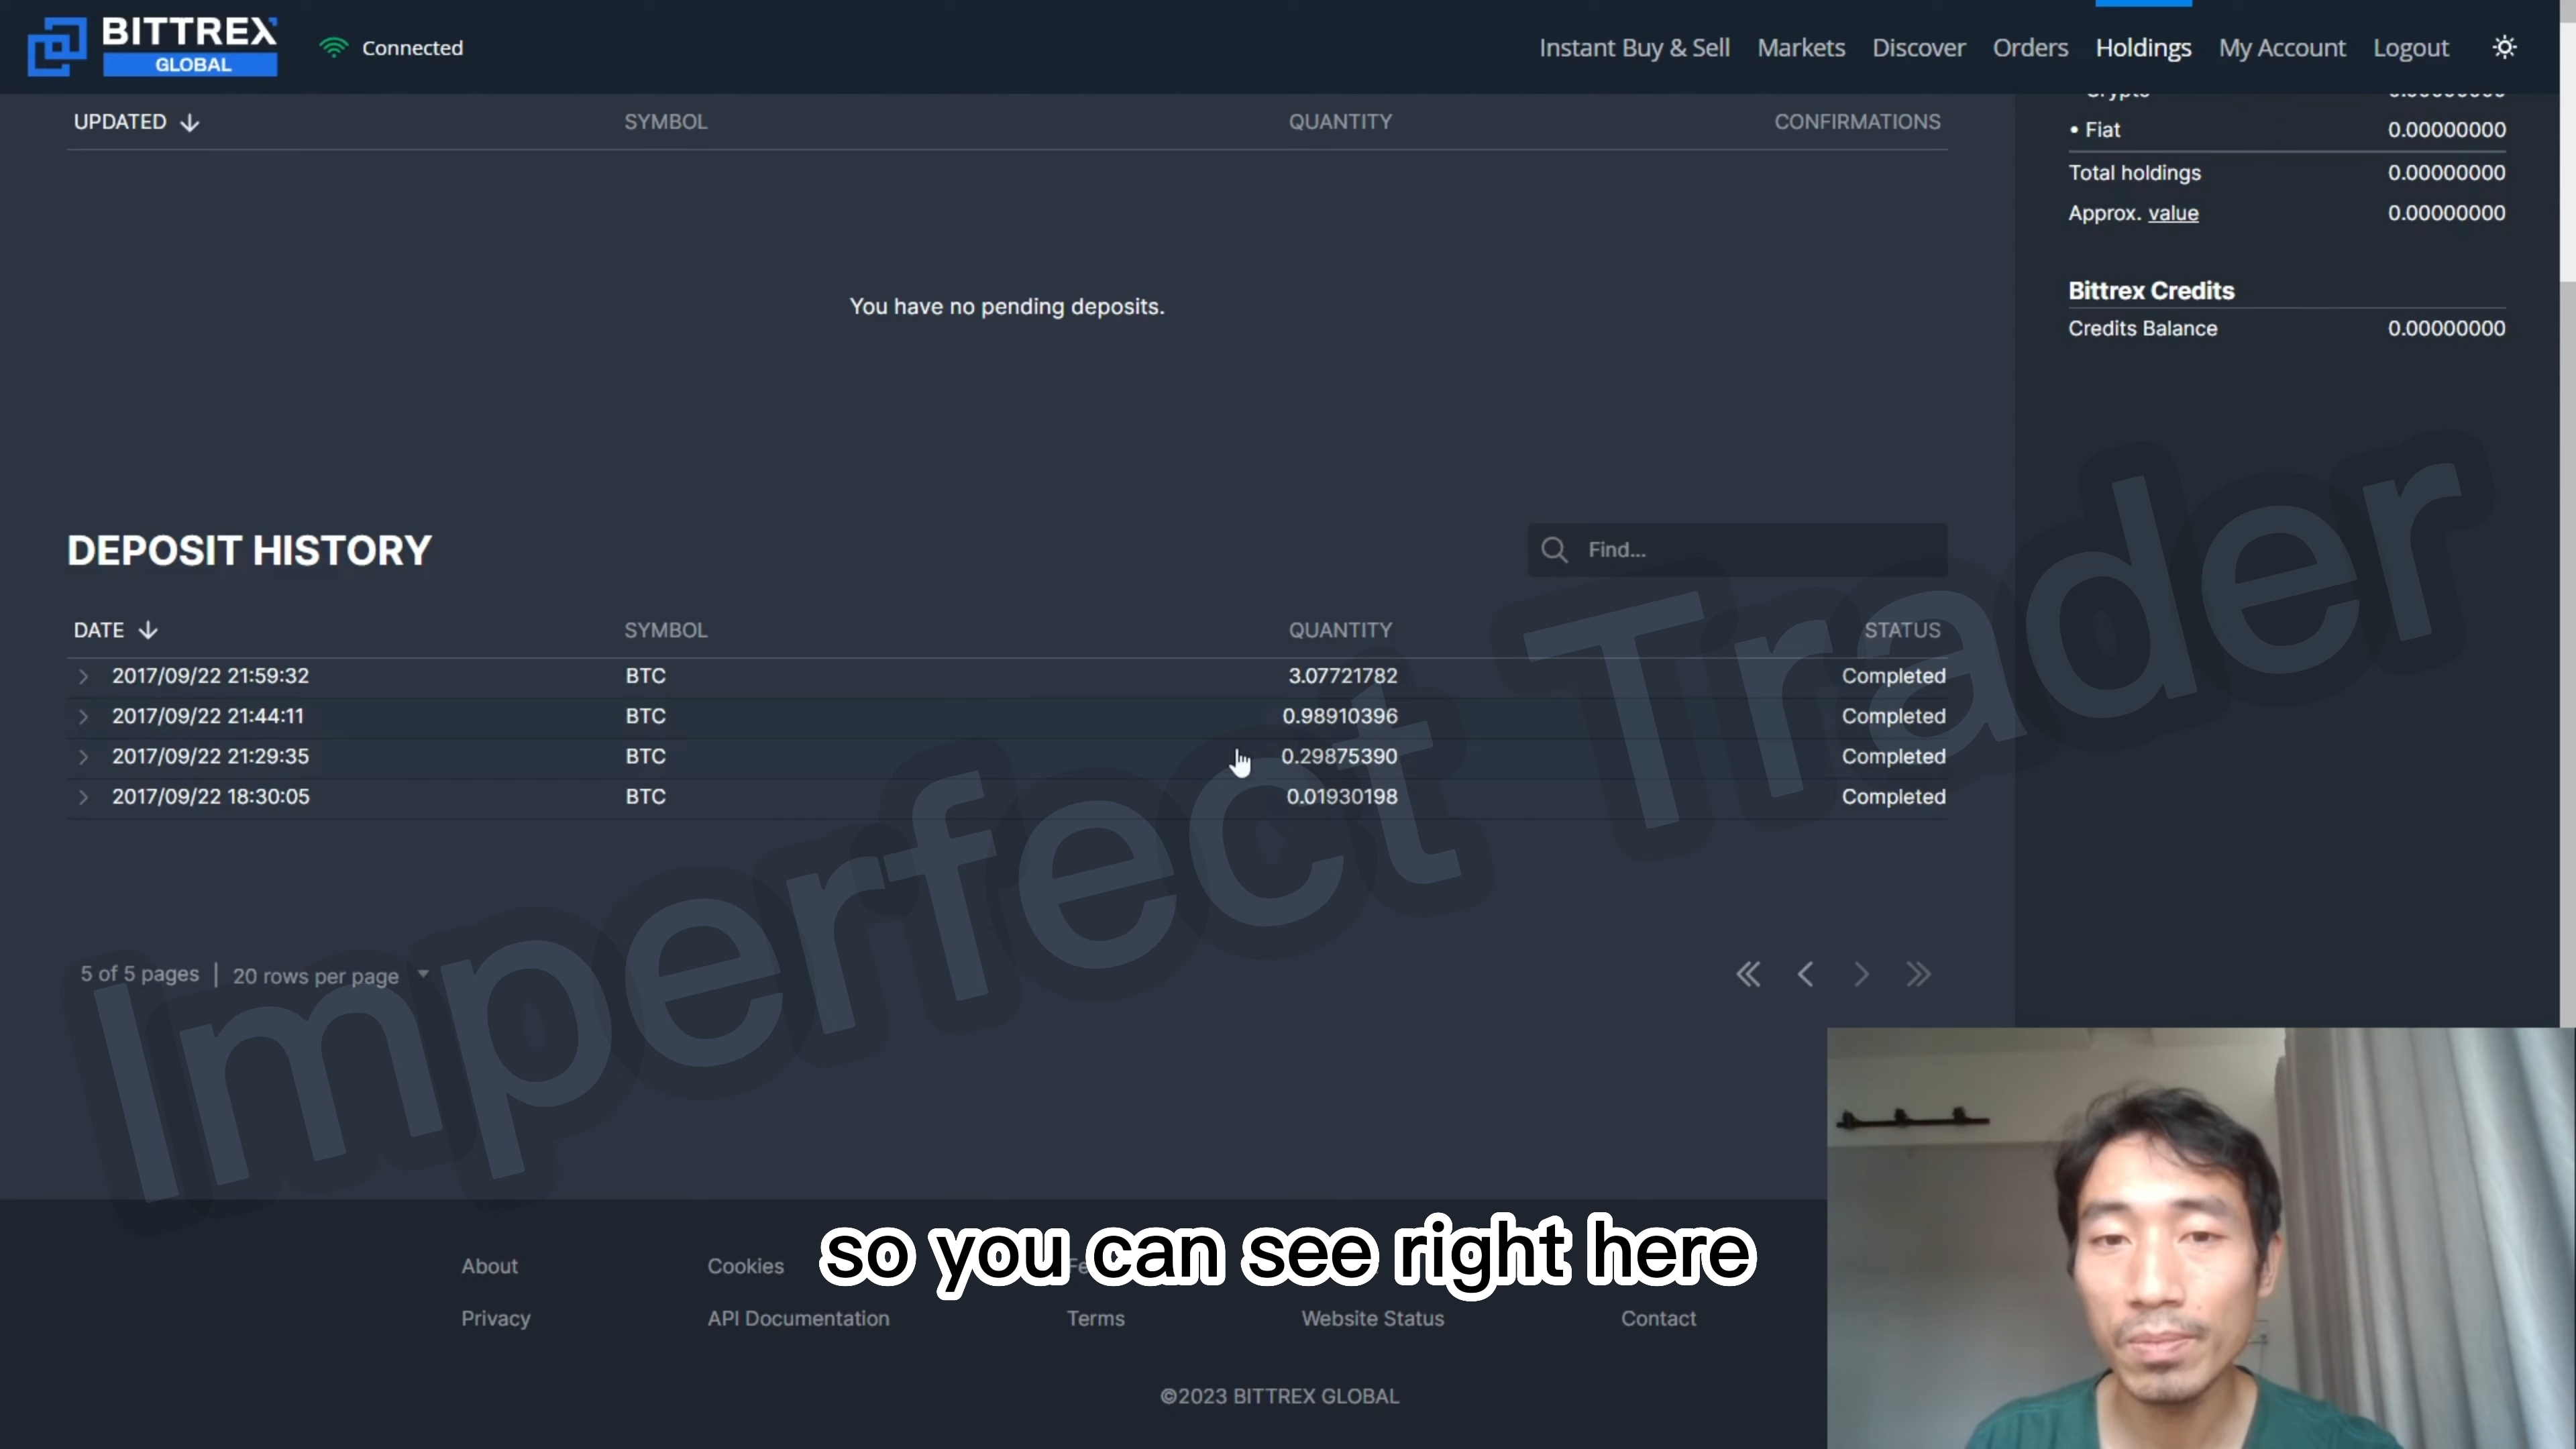 BITTREX
GLOBAL
Connected
Instant Buy & Sell
Markets
Discover
Orders
Holdings
My Account
Logout
UPDATED
SYMBOL
QUANTITY
CONFIRMATIONS
• Fiat 0.00000000
Total holdings 0.00000000
Approx. value 0.00000000
You have no pending deposits.
Bittrex Credits
Credits Balance 0.00000000
DEPOSIT HISTORY
Find...
DATE SYMBOL QUANTITY STATUS
2017/09/22 21:59:32 BTC 3.07721782 Completed
2017/09/22 21:44:11 BTC 0.98910396 Completed
2017/09/22 21:29:35 BTC 0.29875390 Completed
2017/09/22 18:30:05 BTC 0.01930198 Completed
Imperfect Trader
5 of 5 pages | 20 rows per page
so you can see right here
About
Cookies
Privacy
API Documentation
Terms
Website Status
Contact
©2023 BITTREX GLOBAL